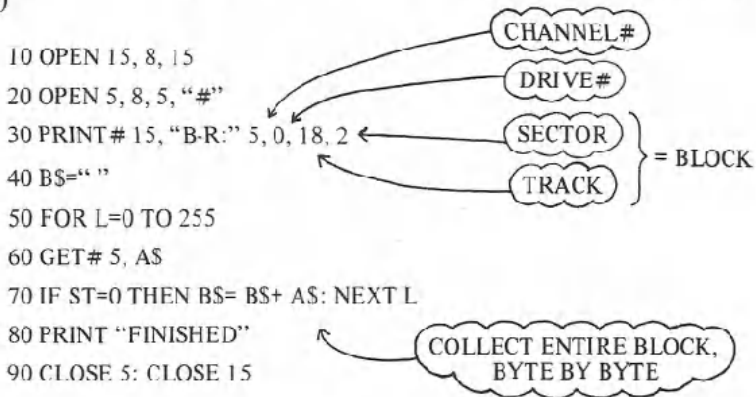 CHANNEL#
10 OPEN 15, 8, 15
DRIVE#
20 OPEN 5, 8, 5, “#”
30 PRINT# 15, “B-R:” 5, 0, 18, 2
SECTOR
= BLOCK
40 B$=“ ”
TRACK
50 FOR L=0 TO 255
60 GET# 5, A$
70 IF ST=0 THEN B$= B$+ A$: NEXT L
80 PRINT “FINISHED”
COLLECT ENTIRE BLOCK,
BYTE BY BYTE
90 CLOSE 5: CLOSE 15